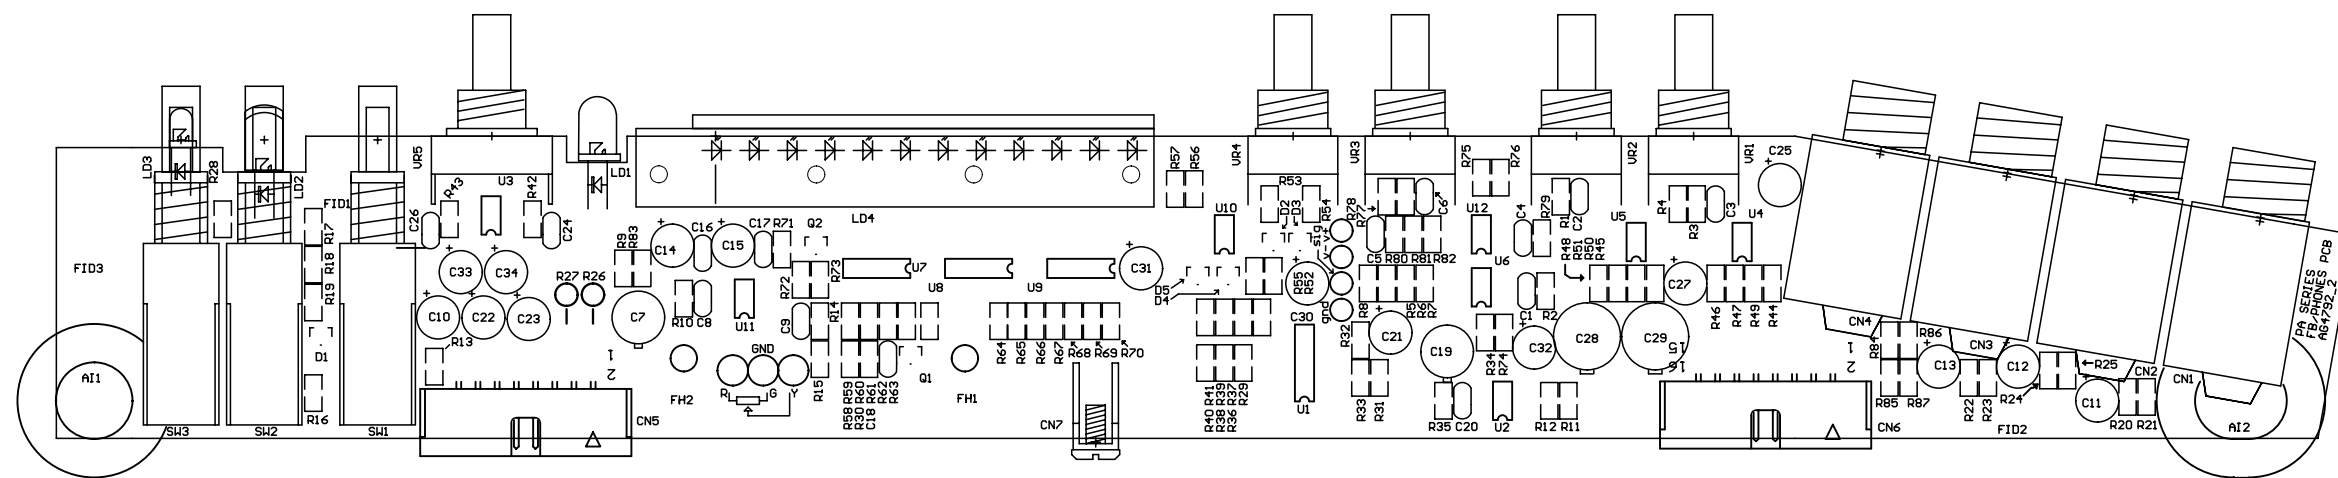 LD3
R28
LD2
FID1
FID3
R17
R18
R19
D1
R16
AI1
SW3
SW2
SW1
VR5
R43
U3
R42
C26
C24
C33
C34
R27
R26
C10
C22
C23
R13
1
2
CN5
LD1
R9
R83
C14
C16
C15
C17
R71
Q2
LD4
C7
R10
C8
U11
R72
R73
C9
R14
GND
R
G
Y
FH2
R15
U7
U8
U9
R58
R59
R30
R60
C18
R61
R62
R63
Q1
FH1
R64
R65
R66
R67
R68
R69
R70
C31
CN7
R57
R56
U10
D5
D4
R40
R41
R38
R39
R36
R37
R29
VR4
R53
D2
D3
R54
sig
v-
v+
gnd
R55
R52
C30
U1
VR3
R78
R77
C6
C5
R80
R81
R82
R8
R5
R6
R7
R32
C21
R33
R31
C19
R35
C20
R75
R76
U12
U6
R34
R74
U2
C4
R79
R1
C2
VR2
U5
C1
R2
R48
R51
R50
R45
C32
C28
C29
R12
R11
15
16
VR1
C25
R4
R3
C3
U4
C27
R46
R47
R49
R44
CN4
1
2
CN6
R84
R86
C13
R85
R87
CN3
C12
R22
R23
R24
R25
C11
CN2
R20
R21
CN1
FID2
AI2
PA SERIES
FB/PHONES PCB
AG4792_2